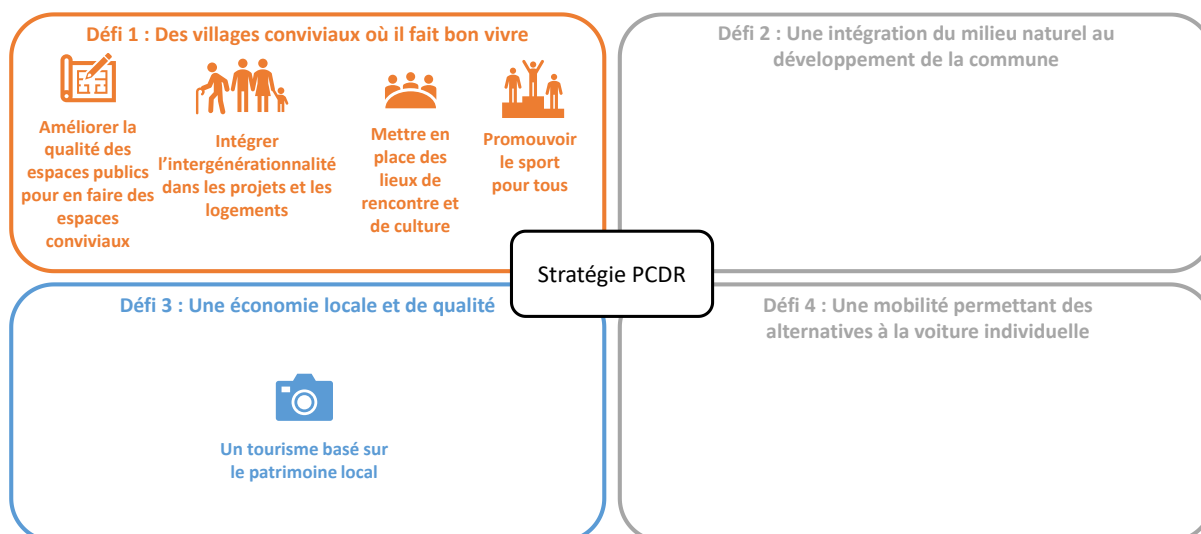 Défi 1 : Des villages conviviaux où il fait bon vivre
Améliorer la
qualité des
espaces publics
pour en faire des
espaces
conviviaux
Intégrer
l'intergénérationnalité
dans les projets et les
logements
Mettre en
place des
lieux de
rencontre et
de culture
Promouvoir
le sport
pour tous
Défi 2 : Une intégration du milieu naturel au
développement de la commune
Stratégie PCDR
Défi 3 : Une économie locale et de qualité
Un tourisme basé sur
le patrimoine local
Défi 4 : Une mobilité permettant des
alternatives à la voiture individuelle